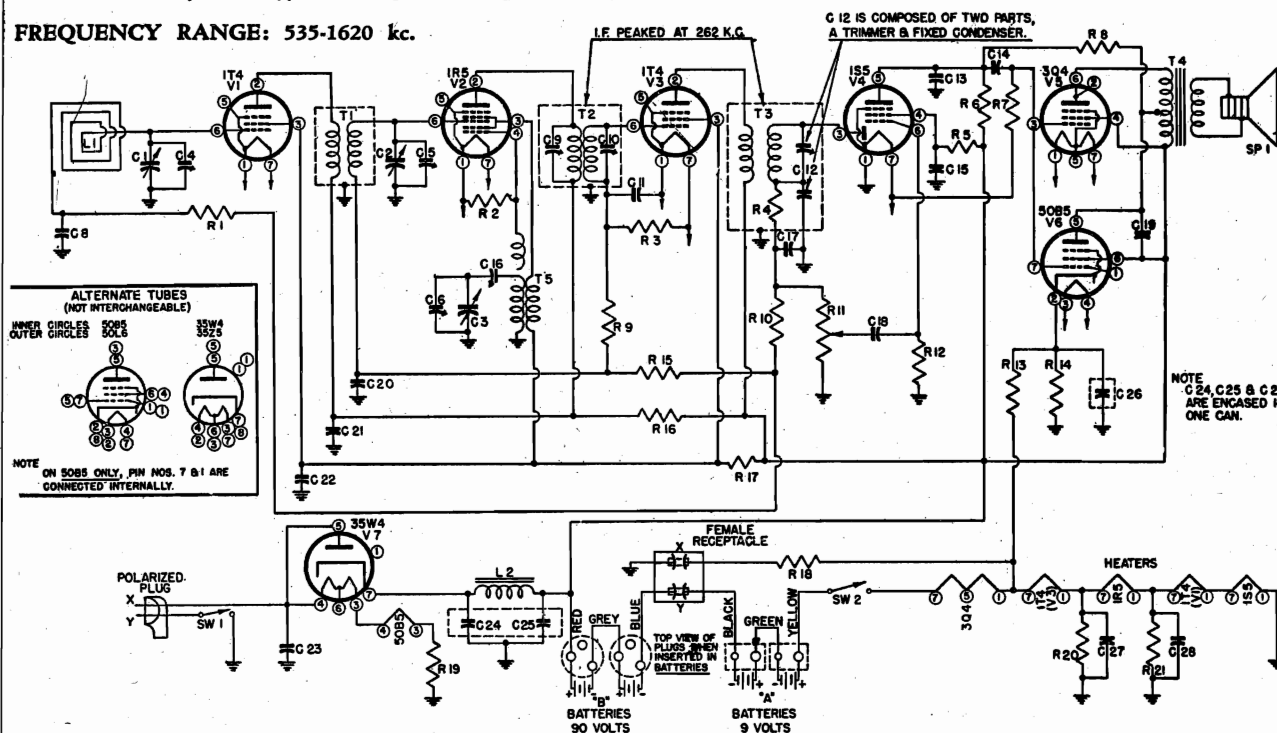 FREQUENCY RANGE: 535-1620 kc.
I.F. PEAKED AT 262 K.C.
C 12 IS COMPOSED OF TWO PARTS,
A TRIMMER & FIXED CONDENSER.
1T4
V1
1R5
V2
1T4
V3
1S5
V4
3Q4
V5
50B5
V6
L1
C1
C4
T1
C2
C5
T2
C9
C10
T3
C12
C13
C14
R6
R7
R8
T4
SP 1
R5
C15
C8
R1
R2
C11
R3
R4
C17
C19
C16
C6
C3
T5
R9
R10
R11
C18
R12
R13
R14
C26
R15
C20
R16
C21
R17
C22
NOTE
C 24, C25 & C 2
ARE ENCASED I
ONE CAN.
ALTERNATE TUBES
(NOT INTERCHANGEABLE)
INNER CIRCLES 50B5 35W4
OUTER CIRCLES 50L6 35Z5
NOTE
ON 50B5 ONLY, PIN NOS. 7 & 1 ARE
CONNECTED INTERNALLY.
35W4
V7
POLARIZED
PLUG
X
Y
SW 1
C23
50B5
R19
L2
C24
C25
RED
GREY
BLUE
FEMALE
RECEPTACLE
X
Y
TOP VIEW OF
PLUGS WHEN
INSERTED IN
BATTERIES
BLACK
GREEN
YELLOW
R18
SW 2
"B"
BATTERIES
90 VOLTS
"A"
BATTERIES
9 VOLTS
HEATERS
3Q4
1T4
(V3)
1R5
1T4
(V1)
1S5
R20
C27
R21
C28